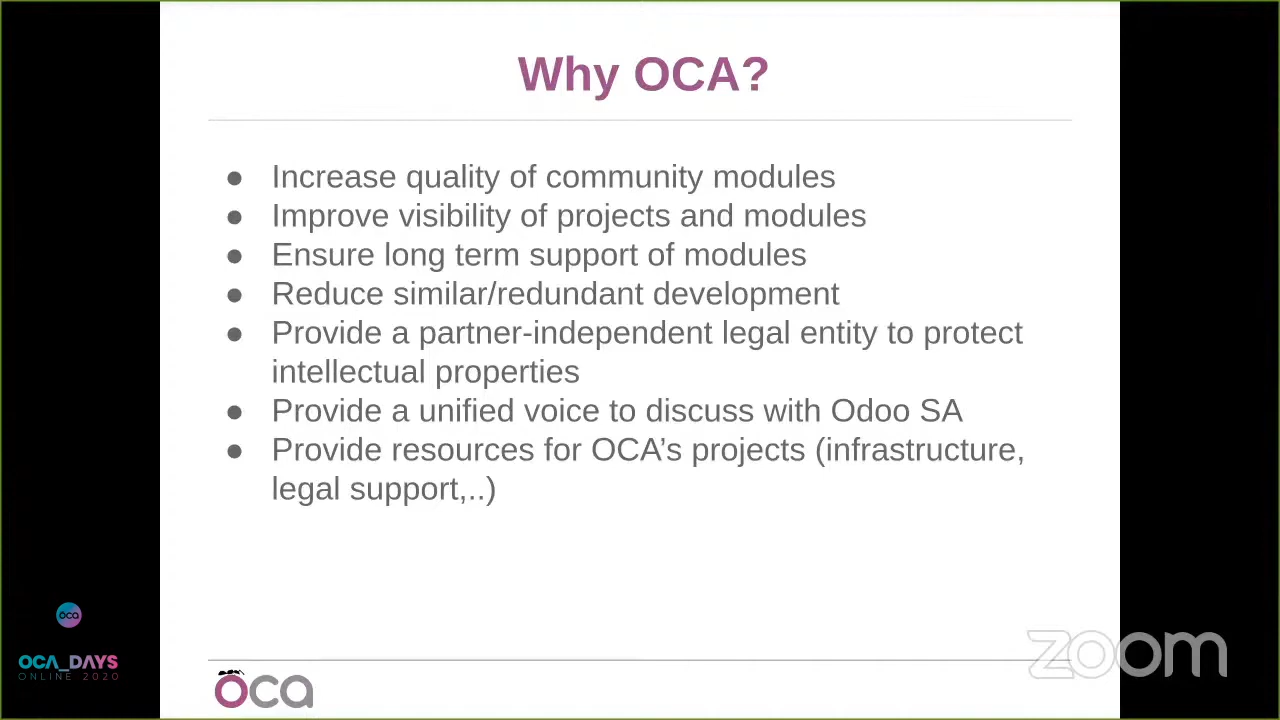 Why OCA?
● Increase quality of community modules
● Improve visibility of projects and modules
● Ensure long term support of modules
● Reduce similar/redundant development
● Provide a partner-independent legal entity to protect
intellectual properties
● Provide a unified voice to discuss with Odoo SA
● Provide resources for OCA’s projects (infrastructure,
legal support,..)
oca
OCA_DAYS
ONLINE 2020
oca
zoom